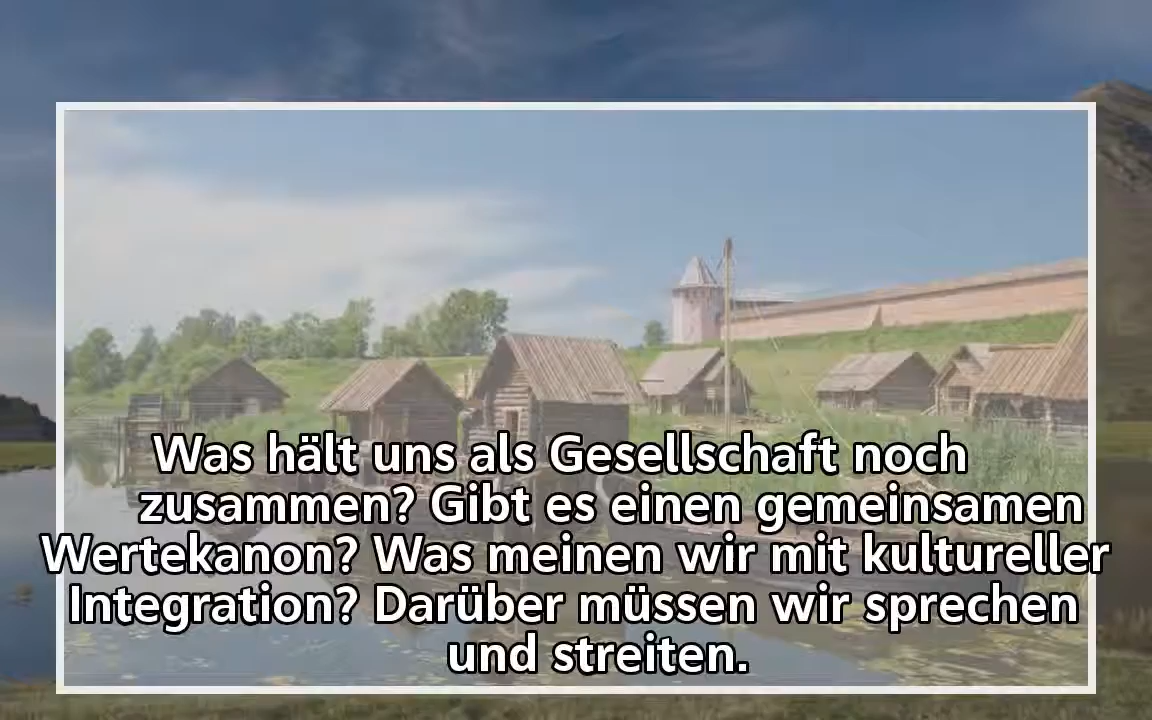 Was hält uns als Gesellschaft noch
zusammen? Gibt es einen gemeinsamen
Wertekanon? Was meinen wir mit kultureller
Integration? Darüber müssen wir sprechen
und streiten.